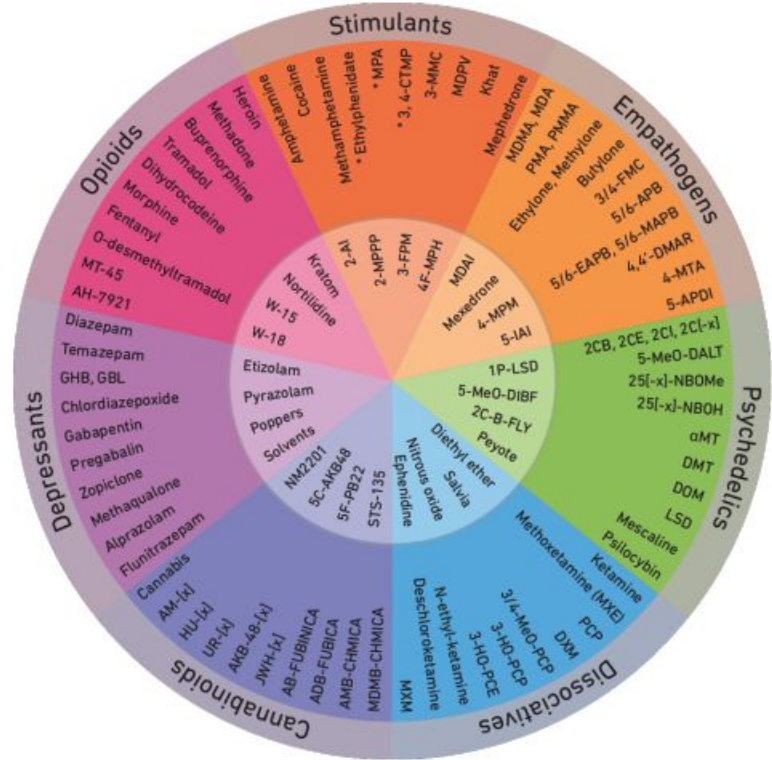 Stimulants
Amphetamine
Cocaine
Methamphetamine
* Ethylphenidate
* MPA
* 3, 4-CTMP
3-MMC
MDPV
Khat
Mephedrone
2-AI
2-MPPP
3-FPM
4F-MPH
Empathogens
MDMA, MDA
PMA, PMMA
Ethylone, Methylone
Butylone
3/4-FMC
5/6-APB
5/6-EAPB, 5/6-MAPB
4,4'-DMAR
4-MTA
5-APDI
MDAI
Mexedrone
4-MPM
5-IAI
Psychedelics
2CB, 2CE, 2CI, 2C[-x]
5-MeO-DALT
25[-x]-NBOMe
25[-x]-NBOH
αMT
DMT
DOM
LSD
Mescaline
Psilocybin
1P-LSD
5-MeO-DIBF
2C-B-FLY
Peyote
Dissociatives
Ketamine
Methoxetamine (MXE)
PCP
DXM
3/4-MeO-PCP
3-HO-PCP
3-HO-PCE
N-ethyl-ketamine
Deschloroketamine
MXM
Diethyl ether
Salvia
Nitrous oxide
Ephenidine
Cannabinoids
MDMB-CHMICA
AMB-CHMICA
ADB-FUBICA
AB-FUBINICA
JWH-[x]
AKB-48-[x]
UR-[x]
HU-[x]
AM-[x]
Cannabis
STS-135
5F-PB22
5C-AKB48
NM2201
Depressants
Diazepam
Temazepam
GHB, GBL
Chlordiazepoxide
Gabapentin
Pregabalin
Zopiclone
Methaqualone
Alprazolam
Flunitrazepam
Etizolam
Pyrazolam
Poppers
Solvents
Opioids
Heroin
Methadone
Buprenorphine
Tramadol
Dihydrocodeine
Morphine
Fentanyl
O-desmethyltramadol
MT-45
AH-7921
Kratom
Nortilidine
W-15
W-18